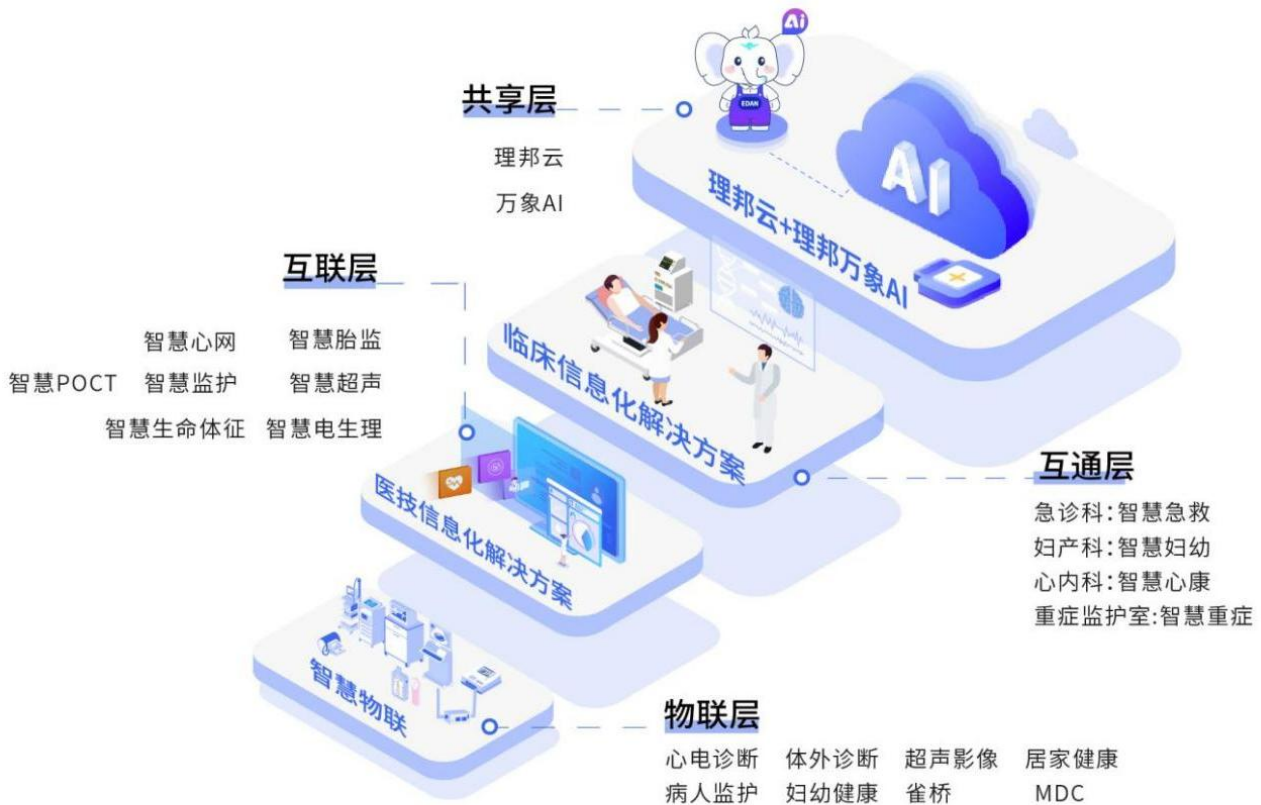 Ai
EDAN
AI
共享层
理邦云
万象AI
理邦云+理邦万象AI
互联层
智慧心网 智慧胎监
智慧POCT 智慧监护 智慧超声
智慧生命体征 智慧电生理
临床信息化解决方案
互通层
急诊科:智慧急救
妇产科:智慧妇幼
心内科:智慧心康
重症监护室:智慧重症
医技信息化解决方案
智慧物联
物联层
心电诊断 体外诊断 超声影像 居家健康
病人监护 妇幼健康 雀桥 MDC